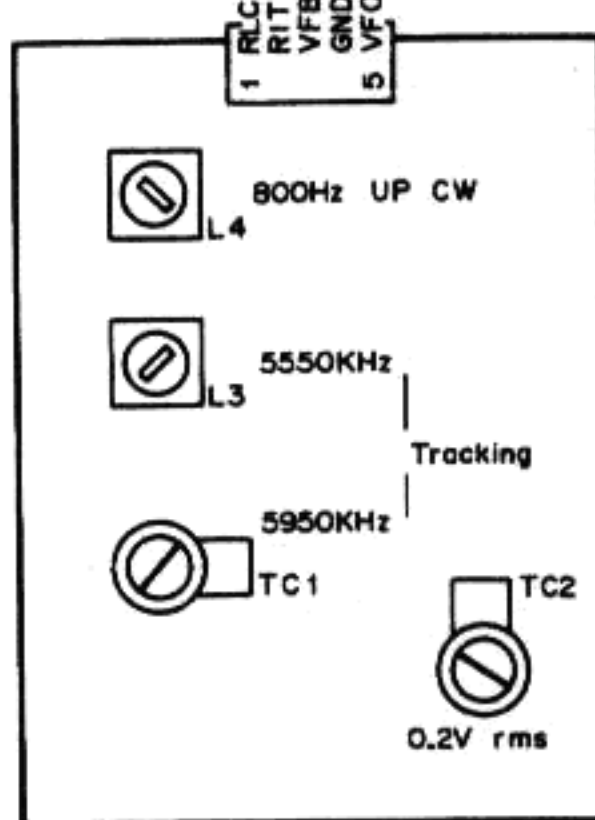 RLC
RIT
VFB
GND
VFO
1 5
800Hz UP CW
L4
5550KHz
L3
Tracking
5950KHz
TC1
TC2
0.2V rms